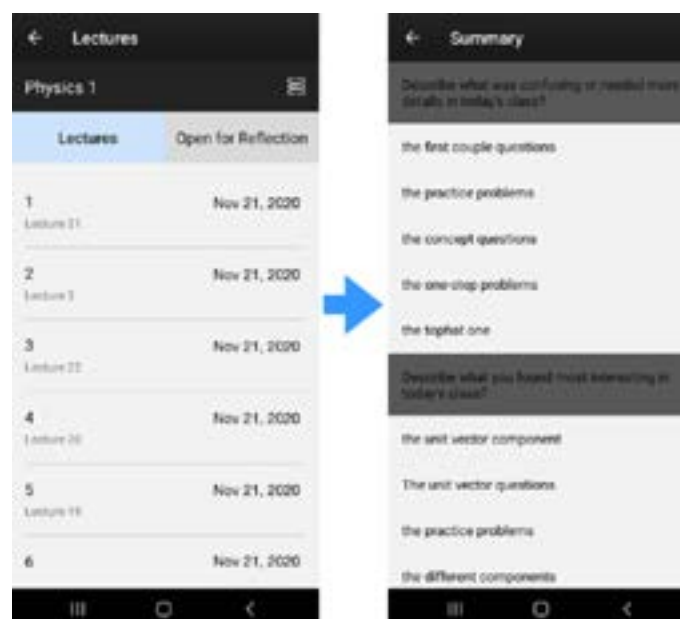 Lectures
Physics 1
Lectures
Open for Reflection
1
Nov 21, 2020
Lecture 21
2
Nov 21, 2020
Lecture
3
Nov 21, 2020
Lecture 22
4
Nov 21, 2020
Lecture 20
5
Nov 21, 2020
Lecture 19
6
Nov 21, 2020
Summary
Describe what was confusing or needed more
details in today's class?
the first couple questions
the practice problems
the concept questions
the one-step problems
the tophat one
Describe what you found most interesting in
today's class?
the unit vector component
The unit vector questions
the practice problems
the different components